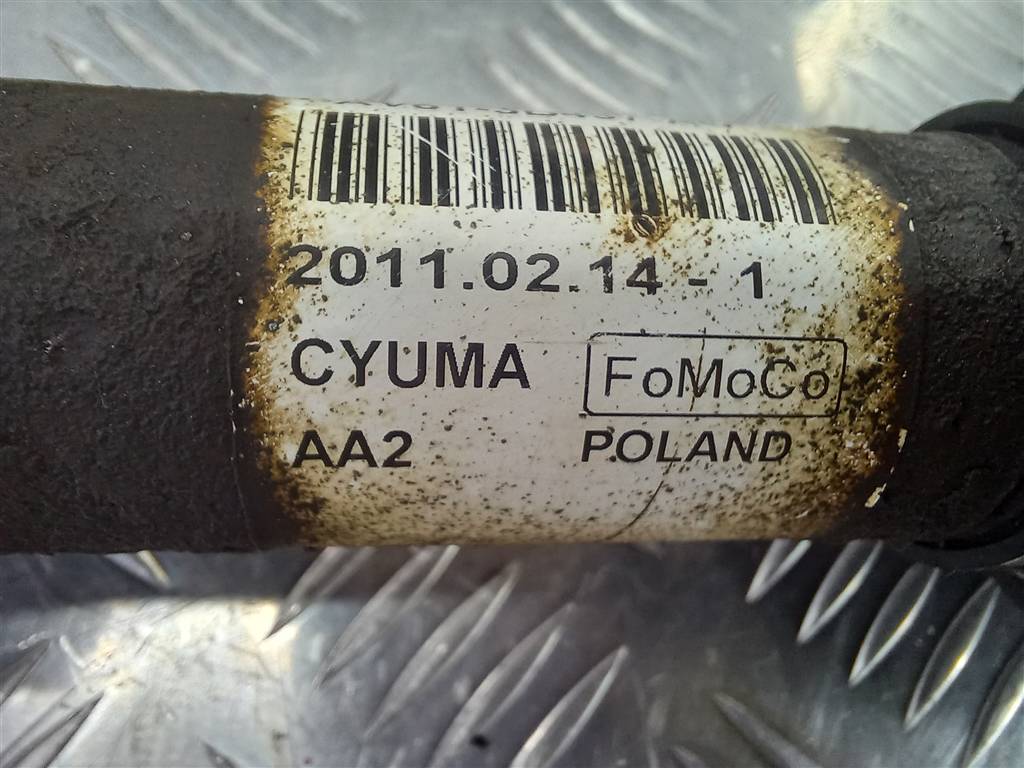 2011.02.14 - 1
CYUMA FoMoCo
AA2 POLAND